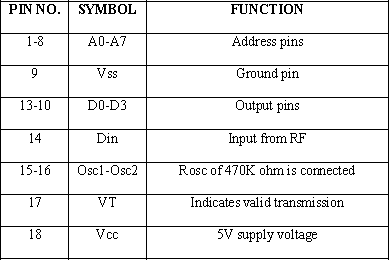 PIN NO. SYMBOL FUNCTION
1-8 A0-A7 Address pins
9 Vss Ground pin
13-10 D0-D3 Output pins
14 Din Input from RF
15-16 Osc1-Osc2 Rosc of 470K ohm is connected
17 VT Indicates valid transmission
18 Vcc 5V supply voltage